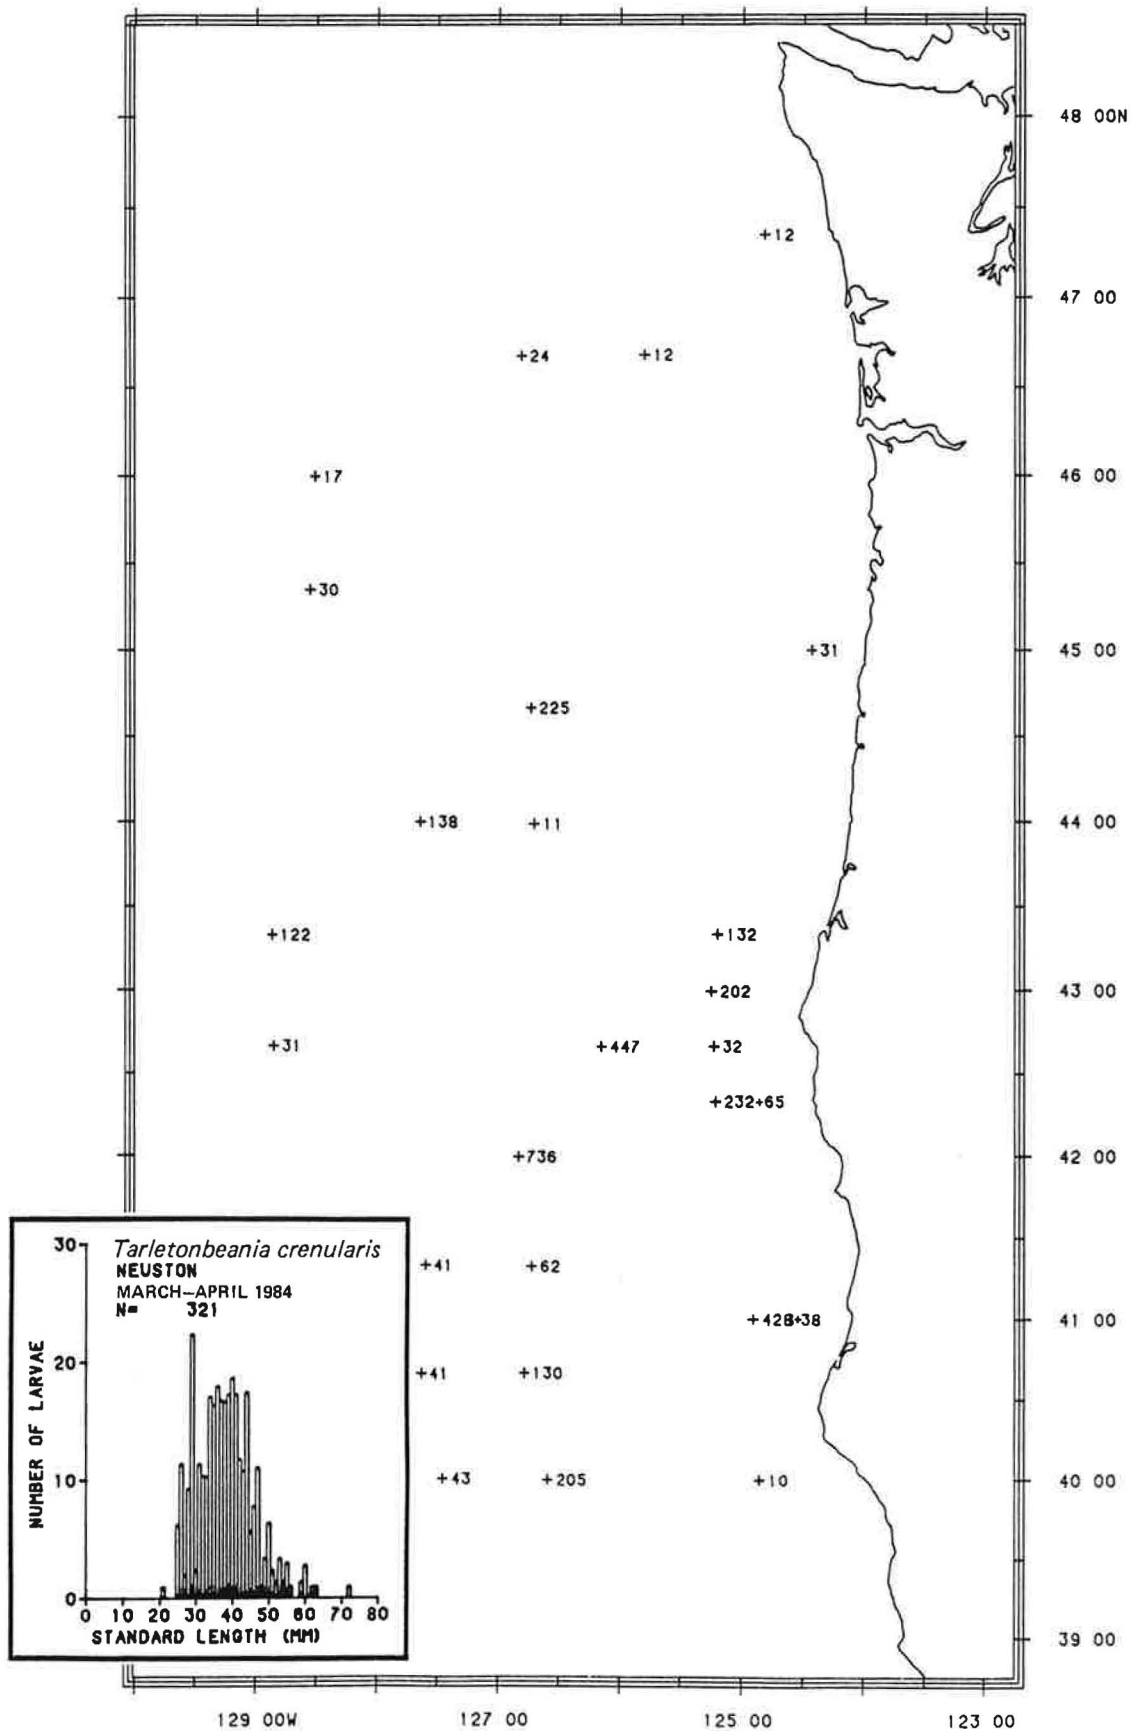 48 00N
+12
47 00
+24 +12
+17 46 00
+30
+31 45 00
+225
+138 +11 44 00
+122 +132
+202 43 00
+31 +447 +32
+232+65
+736 42 00
30 Tarletonbeania crenularis
NEUSTON
MARCH–APRIL 1984
N= 321
+41 +62
+38 41 00
20
+41 +130
NUMBER OF LARVAE
10
+43 +205 +10 40 00
0
0 10 20 30 40 50 60 70 80
STANDARD LENGTH (MM)
39 00
129 00W 127 00 125 00 123 00